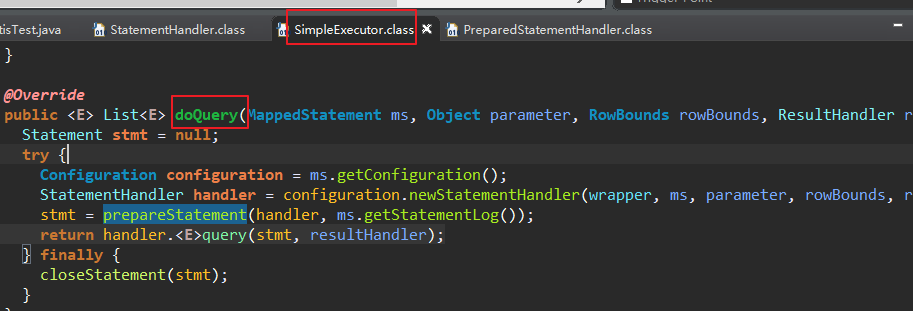 tisTest.java StatementHandler.class SimpleExecutor.class PreparedStatementHandler.class
}
@Override
public <E> List<E> doQuery(MappedStatement ms, Object parameter, RowBounds rowBounds, ResultHandler r
Statement stmt = null;
try {
Configuration configuration = ms.getConfiguration();
StatementHandler handler = configuration.newStatementHandler(wrapper, ms, parameter, rowBounds, r
stmt = prepareStatement(handler, ms.getStatementLog());
return handler.<E>query(stmt, resultHandler);
} finally {
closeStatement(stmt);
}